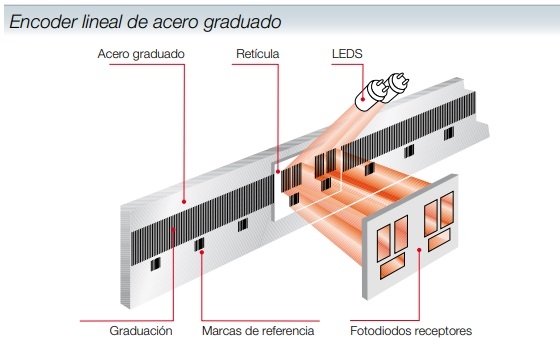 Encoder lineal de acero graduado
Acero graduado
Retícula
LEDS
Graduación
Marcas de referencia
Fotodiodos receptores